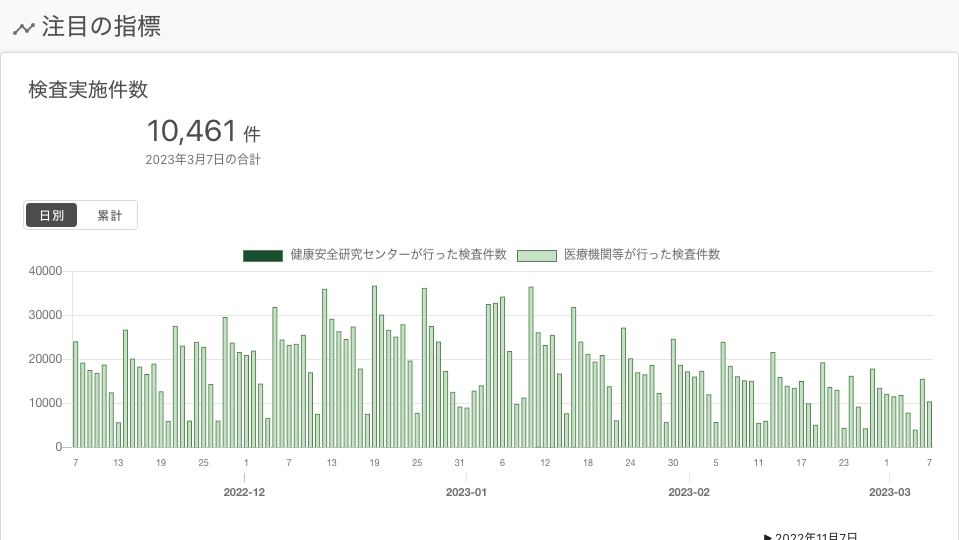 注目の指標
検査実施件数
10,461 件
2023年3月7日の合計
日別 累計
健康安全研究センターが行った検査件数 医療機関等が行った検査件数
40000
30000
20000
10000
0
7 13 19 25 1 7 13 19 25 31 6 12 18 24 30 5 11 17 23 1 7
2022-12 2023-01 2023-02 2023-03
▶ 2022年11月7日